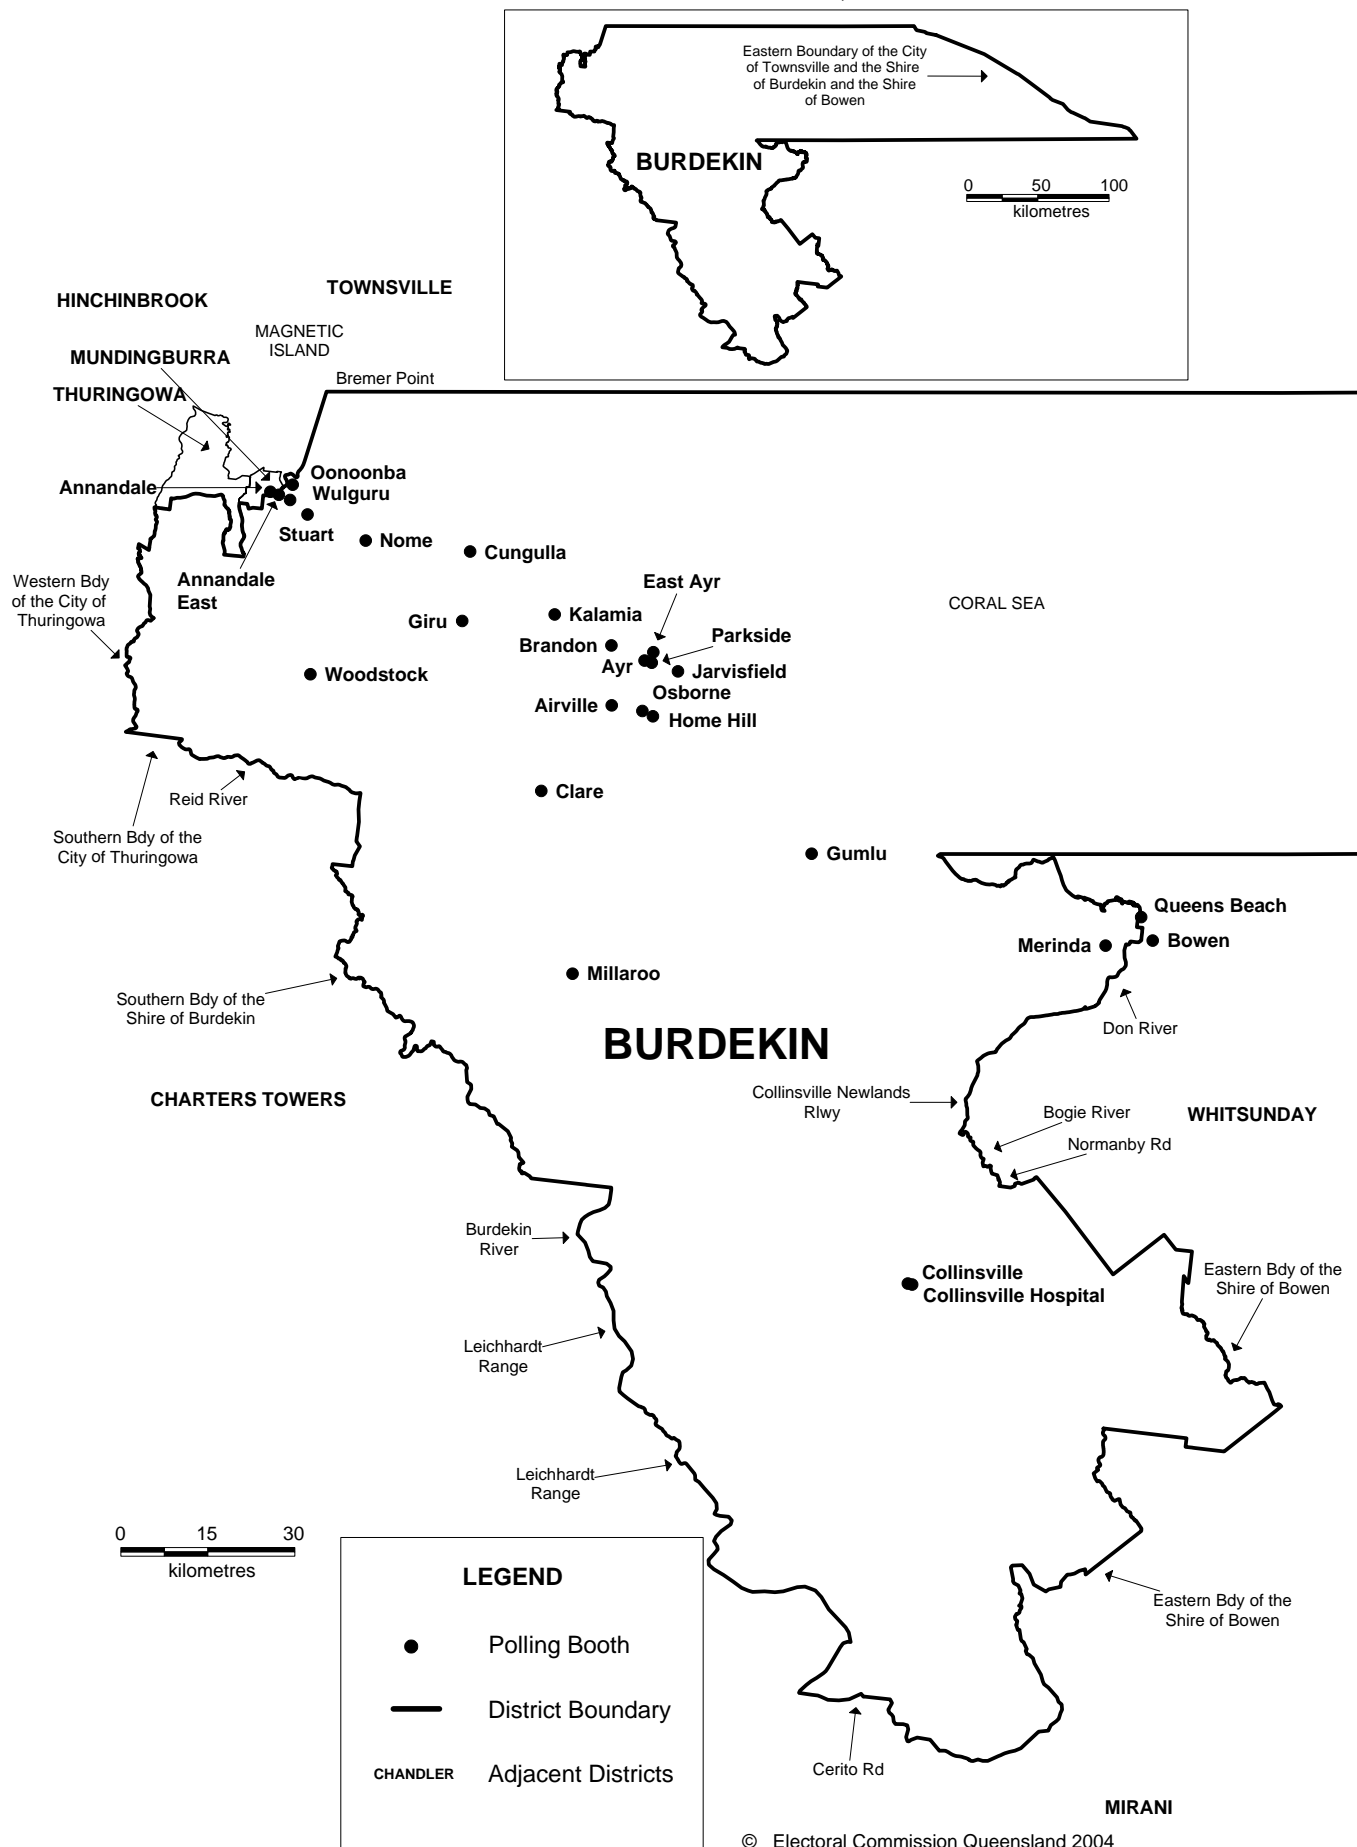 Eastern Boundary of the City
of Townsville and the Shire
of Burdekin and the Shire
of Bowen
BURDEKIN
0 50 100
kilometres
HINCHINBROOK
TOWNSVILLE
MAGNETIC
ISLAND
MUNDINGBURRA
Bremer Point
THURINGOWA
Oonoonba
Annandale
Wulguru
Stuart
Nome
Cungulla
Annandale
East
East Ayr
Western Bdy
of the City of
Thuringowa
CORAL SEA
Giru
Kalamia
Brandon
Parkside
Ayr
Jarvisfield
Woodstock
Osborne
Airville
Home Hill
Reid River
Clare
Southern Bdy of the
City of Thuringowa
Gumlu
Queens Beach
Merinda
Bowen
Millaroo
Southern Bdy of the
Shire of Burdekin
Don River
BURDEKIN
CHARTERS TOWERS
Collinsville Newlands
Rlwy
Bogie River
WHITSUNDAY
Normanby Rd
Burdekin
River
Collinsville
Collinsville Hospital
Eastern Bdy of the
Shire of Bowen
Leichhardt
Range
Leichhardt
Range
0 15 30
kilometres
LEGEND
Polling Booth
District Boundary
CHANDLER Adjacent Districts
Eastern Bdy of the
Shire of Bowen
Cerito Rd
MIRANI
© Electoral Commission Queensland 2004